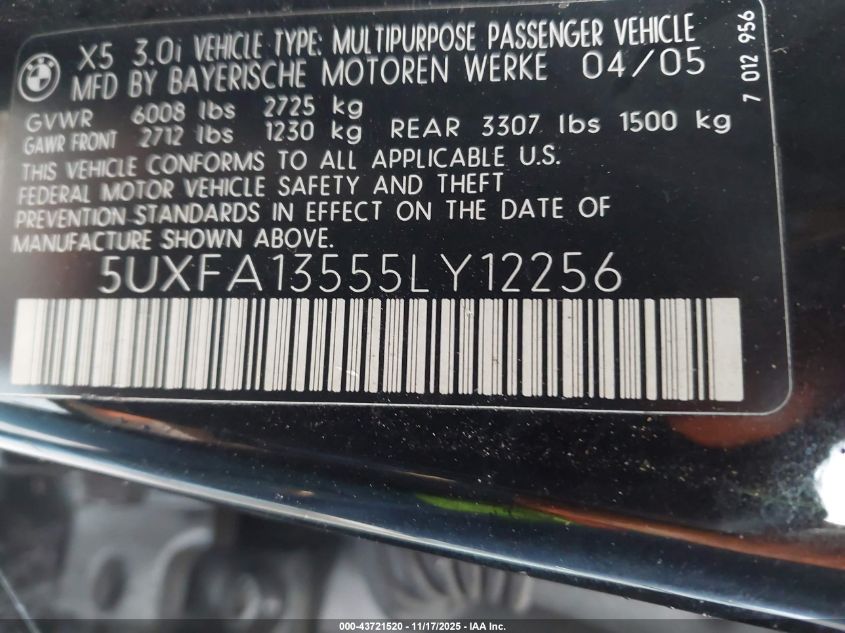 BMW
X5 3.0i VEHICLE TYPE: MULTIPURPOSE PASSENGER VEHICLE
MFD BY BAYERISCHE MOTOREN WERKE 04/05
7 012 956
GVWR 6008 lbs 2725 kg
GAWR FRONT 2712 lbs 1230 kg REAR 3307 lbs 1500 kg
THIS VEHICLE CONFORMS TO ALL APPLICABLE U.S.
FEDERAL MOTOR VEHICLE SAFETY AND THEFT
PREVENTION STANDARDS IN EFFECT ON THE DATE OF
MANUFACTURE SHOWN ABOVE.
5UXFA13555LY12256
000-43721520 - 11/17/2025 - IAA Inc.